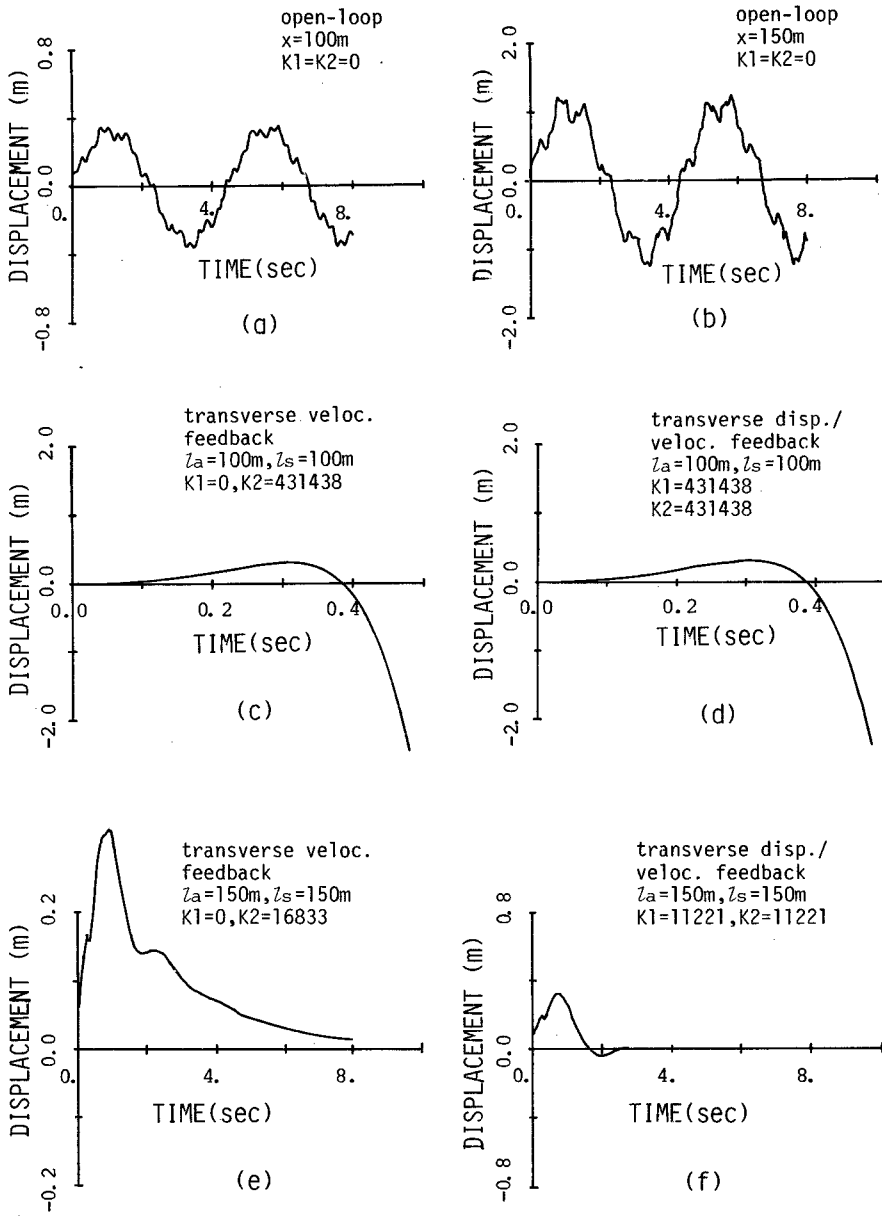 open-loop
x=100m
K1=K2=0
DISPLACEMENT (m)
0.8
0.0
-0.8
0.
4.
8.
TIME(sec)
(a)
open-loop
x=150m
K1=K2=0
DISPLACEMENT (m)
2.0
0.0
-2.0
0.
4.
8.
TIME(sec)
(b)
transverse veloc.
feedback
la=100m,ls=100m
K1=0,K2=431438
DISPLACEMENT (m)
2.0
0.0
-2.0
0.0
0.2
0.4
TIME(sec)
(c)
transverse disp./
veloc. feedback
la=100m,ls=100m
K1=431438
K2=431438
DISPLACEMENT (m)
2.0
0.0
-2.0
0.0
0.2
0.4
TIME(sec)
(d)
transverse veloc.
feedback
la=150m,ls=150m
K1=0,K2=16833
DISPLACEMENT (m)
0.2
0.0
-0.2
0.
4.
8.
TIME(sec)
(e)
transverse disp./
veloc. feedback
la=150m,ls=150m
K1=11221,K2=11221
DISPLACEMENT (m)
0.8
0.0
-0.8
0.
4.
8.
TIME(sec)
(f)